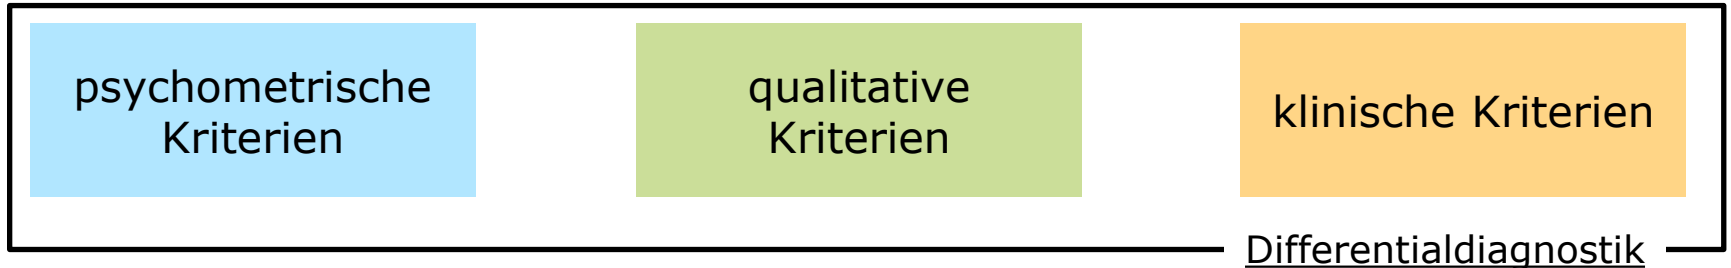 psychometrische
Kriterien
qualitative
Kriterien
klinische Kriterien
Differentialdiagnostik